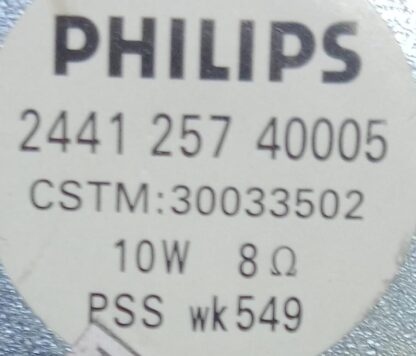 PHILIPS
2441 257 40005
CSTM:30033502
10W 8Ω
PSS wk549